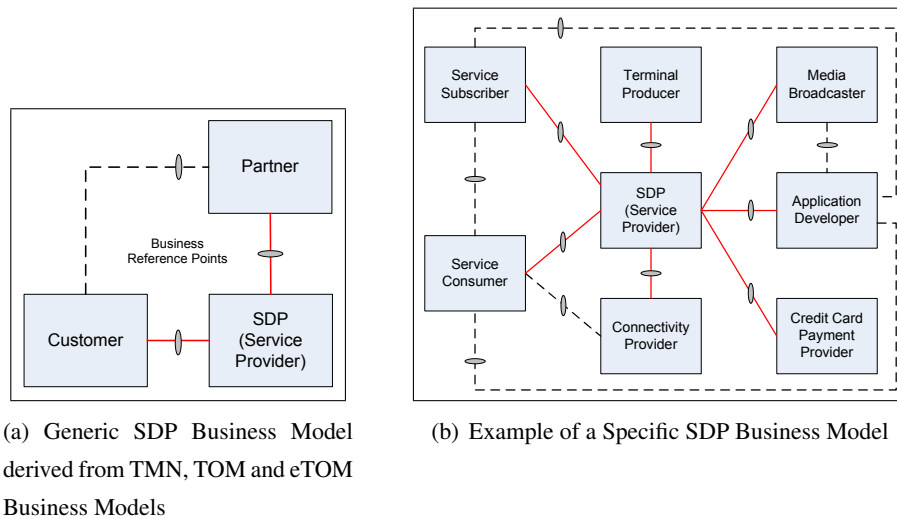 Partner
Business
Reference Points
Customer
SDP
(Service
Provider)
(a) Generic SDP Business Model
derived from TMN, TOM and eTOM
Business Models
Service
Subscriber
Terminal
Producer
Media
Broadcaster
SDP
(Service
Provider)
Application
Developer
Service
Consumer
Connectivity
Provider
Credit Card
Payment
Provider
(b) Example of a Specific SDP Business Model